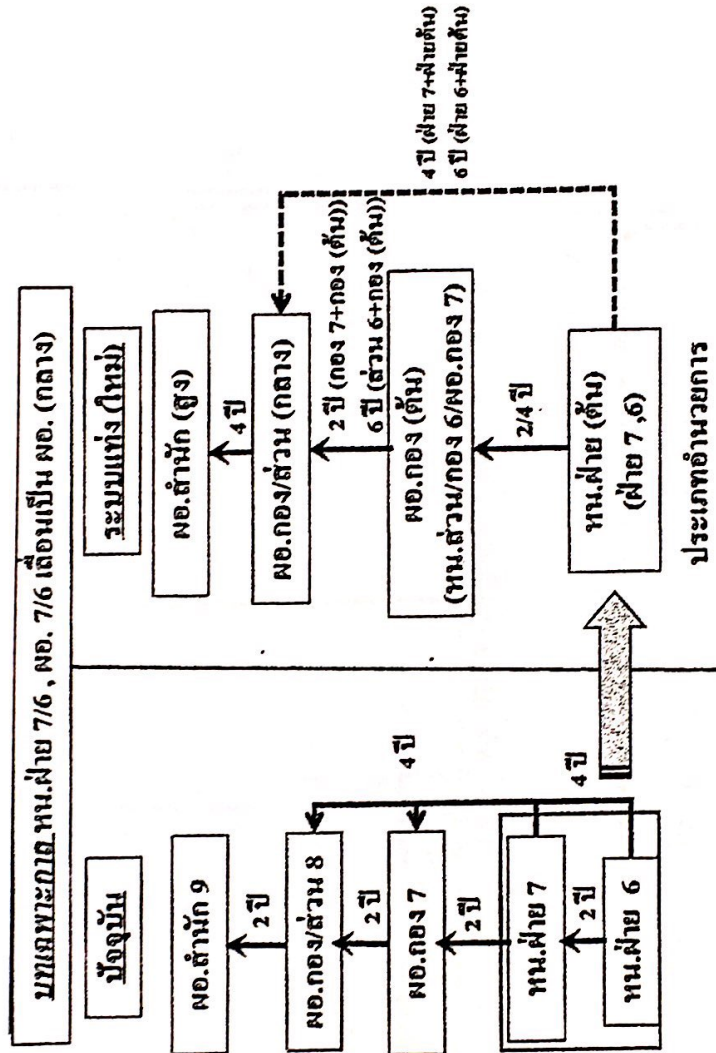 บทเฉพาะกาล หน.ฝ่าย 7/6 , ผอ. 7/6 เลื่อนเป็น ผอ. (กลาง)
ปัจจุบัน
ผอ.สำนัก 9
2 ปี
ผอ.กอง/ส่วน 8
2 ปี
ผอ.กอง 7
2 ปี
หน.ฝ่าย 7
2 ปี
หน.ฝ่าย 6
4 ปี
4 ปี
ระบบแท่ง (ใหม่)
ผอ.สำนัก (สูง)
4 ปี
ผอ.กอง/ส่วน (กลาง)
2 ปี (กอง 7+กอง (ต้น))
6 ปี (ส่วน 6+กอง (ต้น))
ผอ.กอง (ต้น)
(หน.ส่วน/กอง 6/ผอ.กอง 7)
2/4 ปี
หน.ฝ่าย (ต้น)
(ฝ่าย 7 ,6)
4 ปี (ฝ่าย 7+ฝ่ายต้น)
6 ปี (ฝ่าย 6+ฝ่ายต้น)
ประเภทอำนวยการ